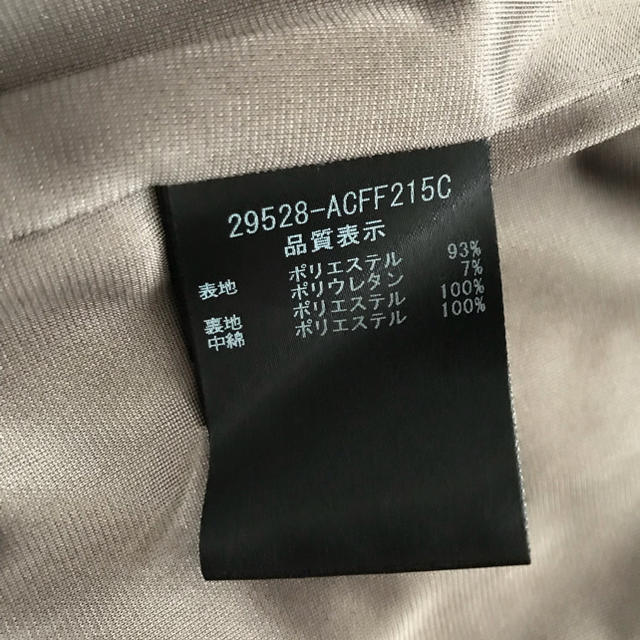 29528-ACFF215C
品質表示
表地 ポリエステル 93%
ポリウレタン 7%
裏地 ポリエステル 100%
中綿 ポリエステル 100%